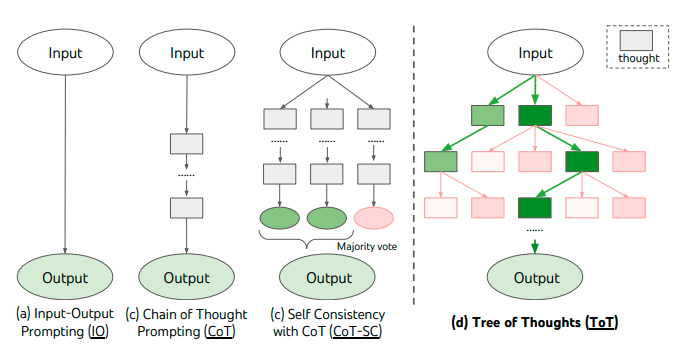 Input
Input
Input
Input
thought
......
......
......
......
......
Majority vote
Output
Output
Output
Output
(a) Input-Output
Prompting (IO)
(c) Chain of Thought
Prompting (CoT)
(c) Self Consistency
with CoT (CoT-SC)
(d) Tree of Thoughts (ToT)